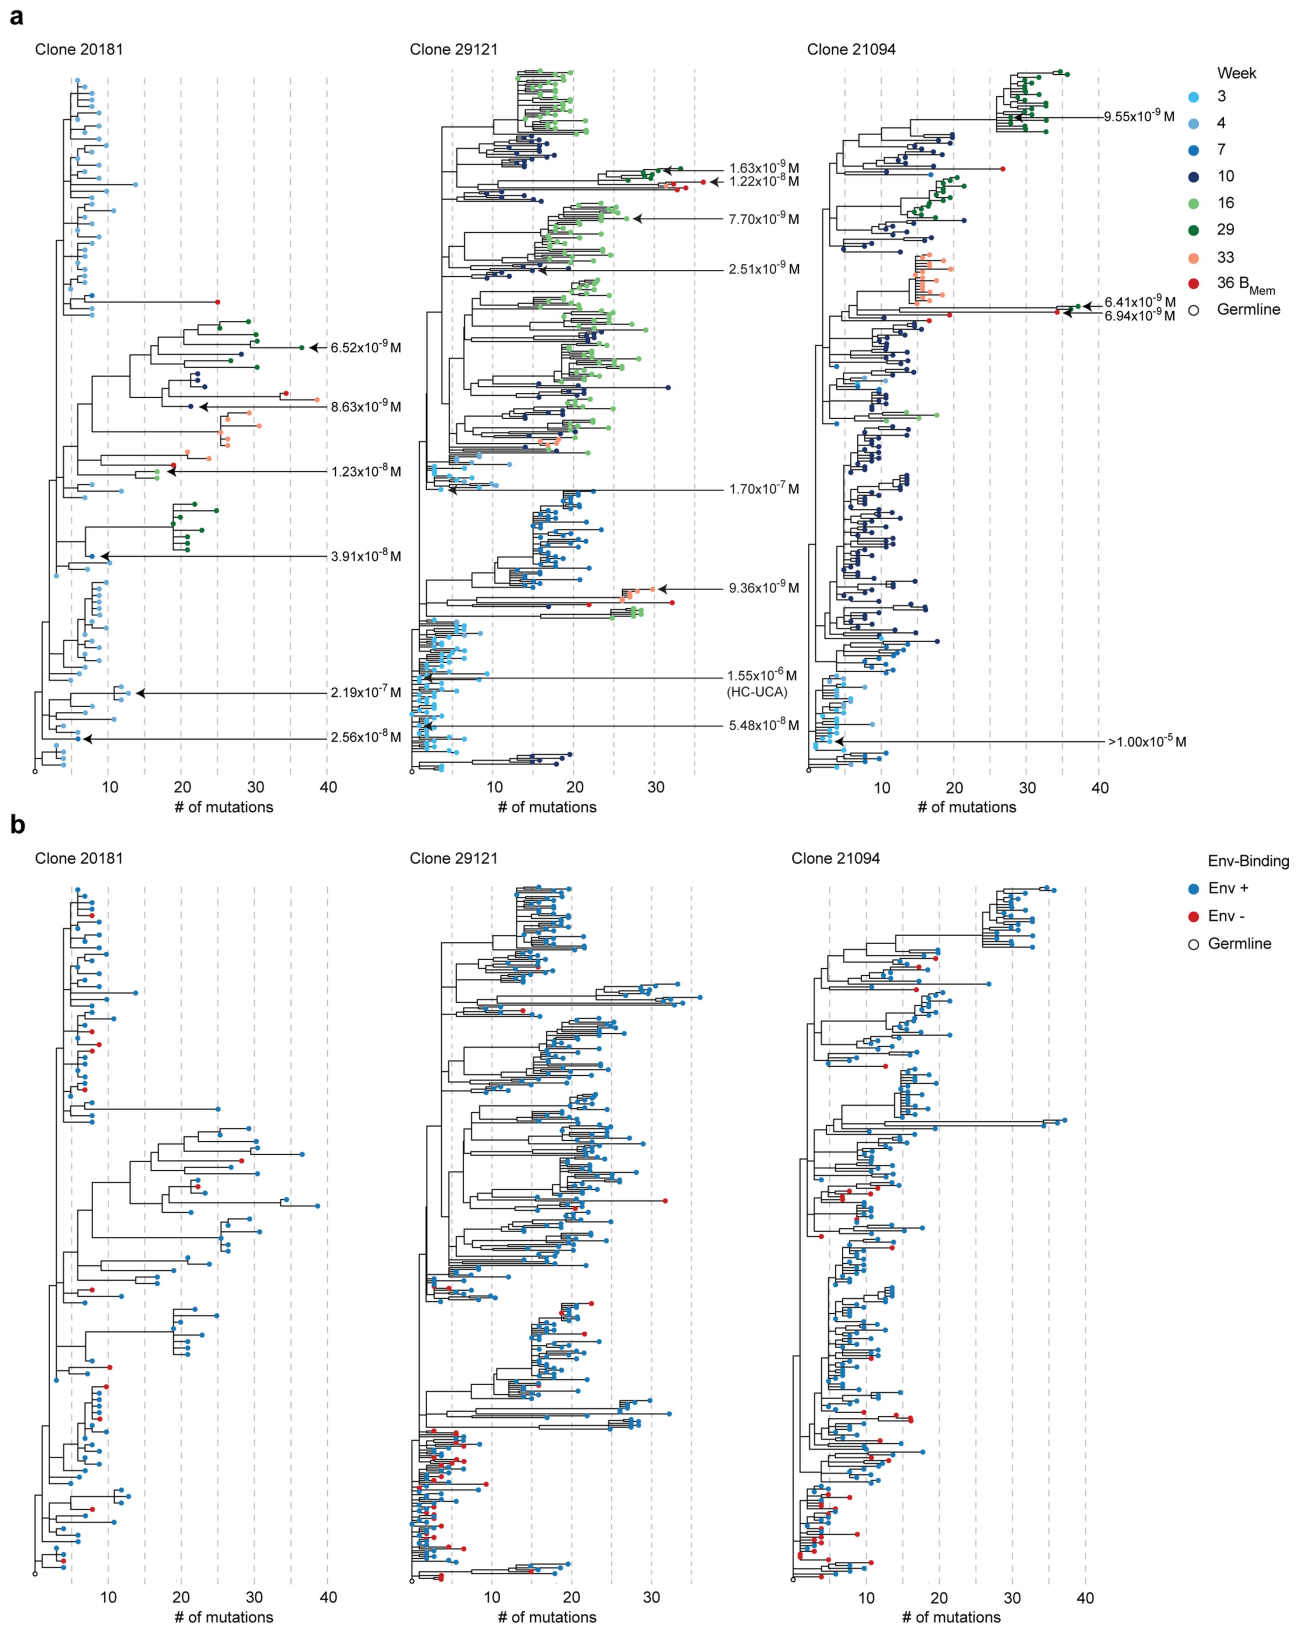 a
Clone 20181
Clone 29121
Clone 21094
Week
3
4
7
10
16
29
33
36 B_Mem
Germline
6.52x10⁻⁹ M
8.63x10⁻⁹ M
1.23x10⁻⁸ M
3.91x10⁻⁸ M
2.19x10⁻⁷ M
2.56x10⁻⁸ M
10 20 30 40
# of mutations
1.63x10⁻⁹ M
1.22x10⁻⁸ M
7.70x10⁻⁹ M
2.51x10⁻⁹ M
1.70x10⁻⁷ M
9.36x10⁻⁹ M
1.55x10⁻⁶ M
(HC-UCA)
5.48x10⁻⁸ M
10 20 30
# of mutations
9.55x10⁻⁹ M
6.41x10⁻⁹ M
6.94x10⁻⁹ M
>1.00x10⁻⁵ M
10 20 30 40
# of mutations
b
Clone 20181
Clone 29121
Clone 21094
Env-Binding
Env +
Env -
Germline
10 20 30 40
# of mutations
10 20 30
# of mutations
10 20 30 40
# of mutations